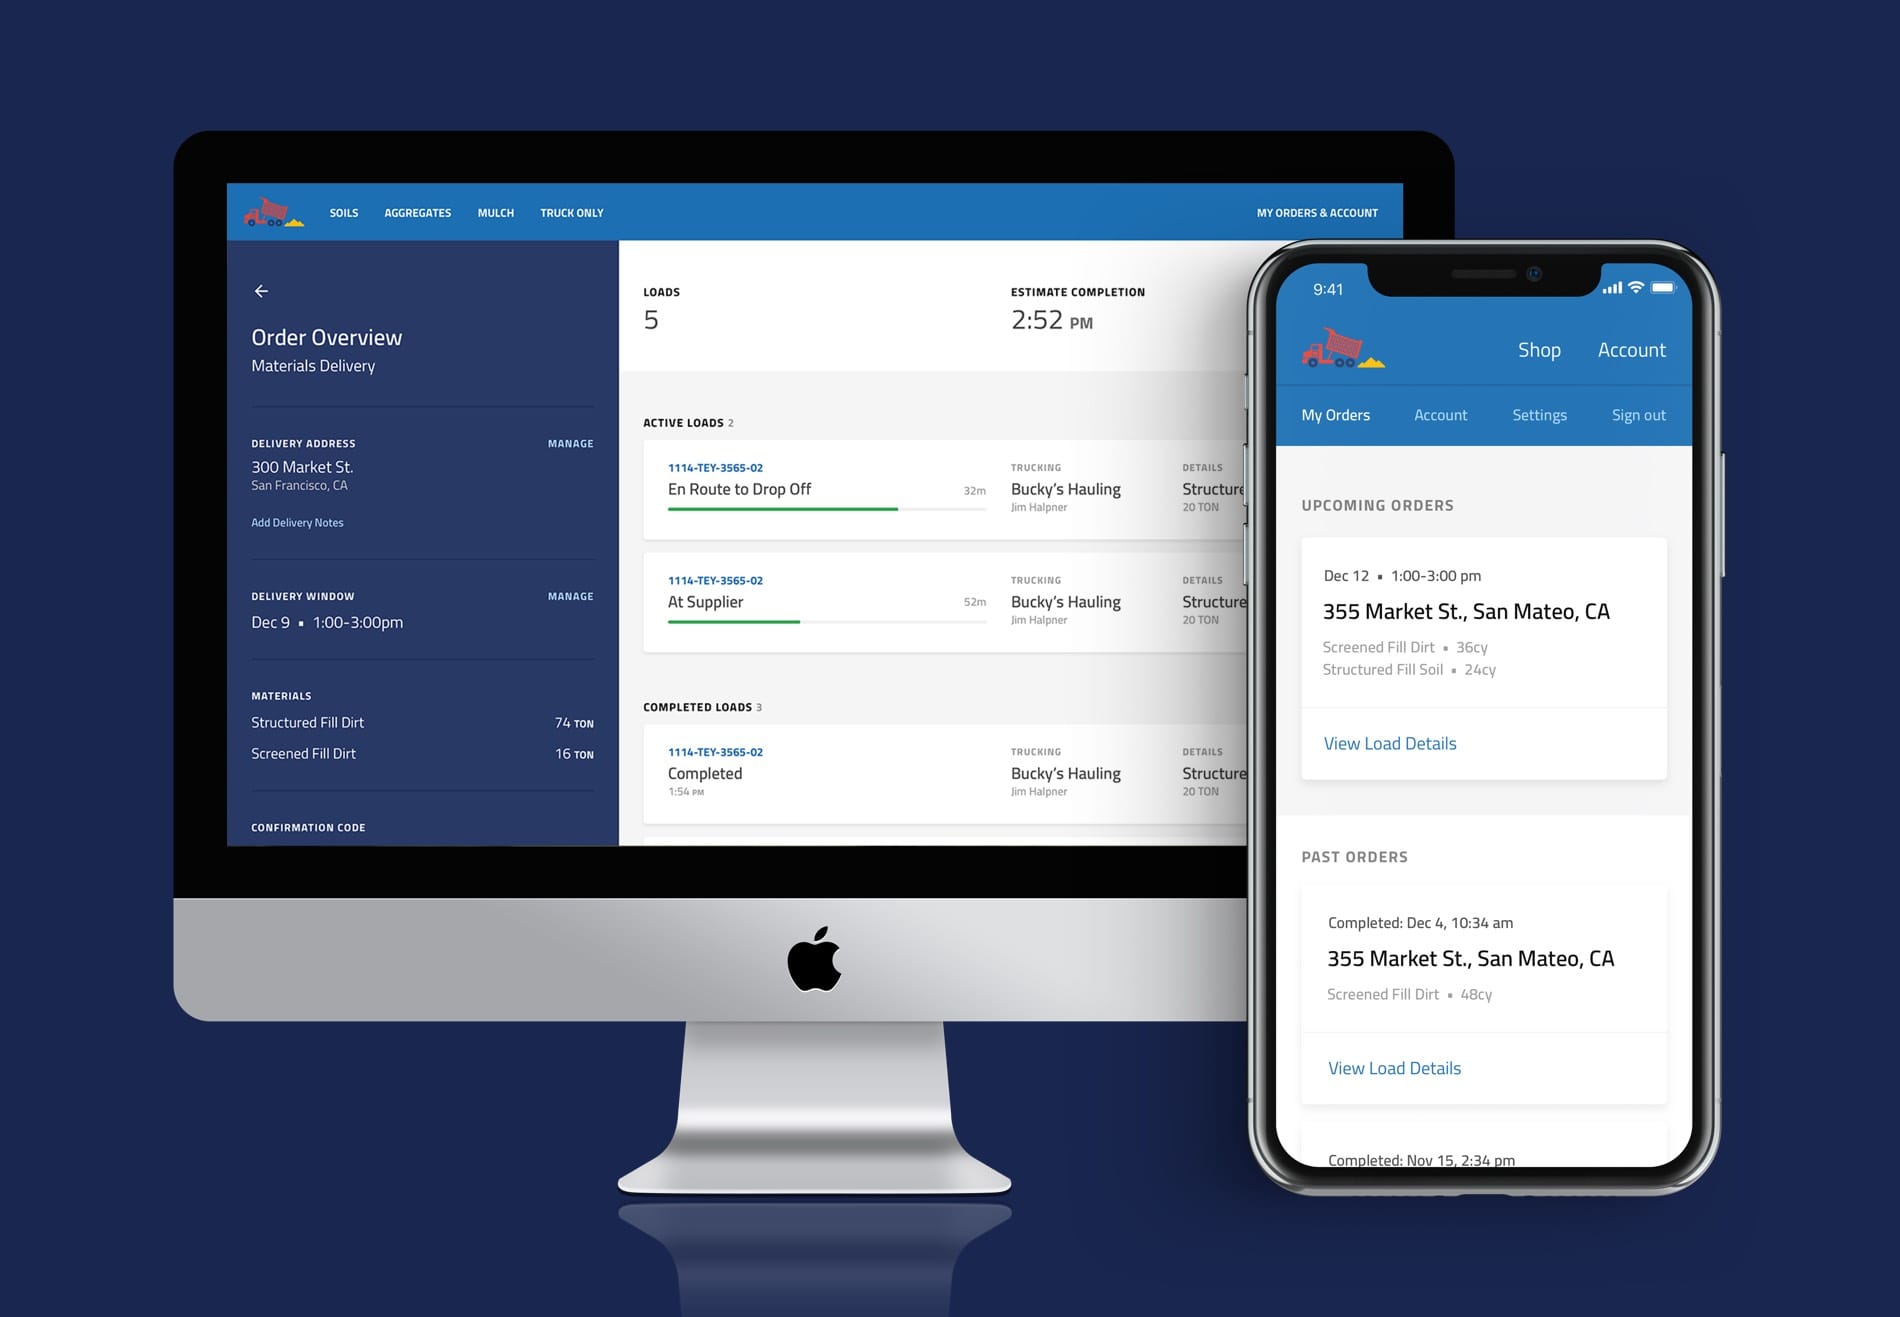 SOILS
AGGREGATES
MULCH
TRUCK ONLY
MY ORDERS & ACCOUNT
Order Overview
Materials Delivery
DELIVERY ADDRESS
MANAGE
300 Market St.
San Francisco, CA
Add Delivery Notes
DELIVERY WINDOW
MANAGE
Dec 9 ▪ 1:00-3:00pm
MATERIALS
Structured Fill Dirt 74 TON
Screened Fill Dirt 16 TON
CONFIRMATION CODE
LOADS
5
ESTIMATE COMPLETION
2:52 PM
ACTIVE LOADS 2
1114-TEY-3565-02
En Route to Drop Off
32m
TRUCKING
Bucky's Hauling
Jim Halpner
DETAILS
Structure
20 TON
1114-TEY-3565-02
At Supplier
52m
TRUCKING
Bucky's Hauling
Jim Halpner
DETAILS
Structure
20 TON
COMPLETED LOADS 3
1114-TEY-3565-02
Completed
1:54 PM
TRUCKING
Bucky's Hauling
Jim Halpner
DETAILS
Structure
20 TON
9:41
Shop
Account
My Orders
Account
Settings
Sign out
UPCOMING ORDERS
Dec 12 ▪ 1:00-3:00 pm
355 Market St., San Mateo, CA
Screened Fill Dirt ▪ 36cy
Structured Fill Soil ▪ 24cy
View Load Details
PAST ORDERS
Completed: Dec 4, 10:34 am
355 Market St., San Mateo, CA
Screened Fill Dirt ▪ 48cy
View Load Details
Completed: Nov 15, 2:34 pm